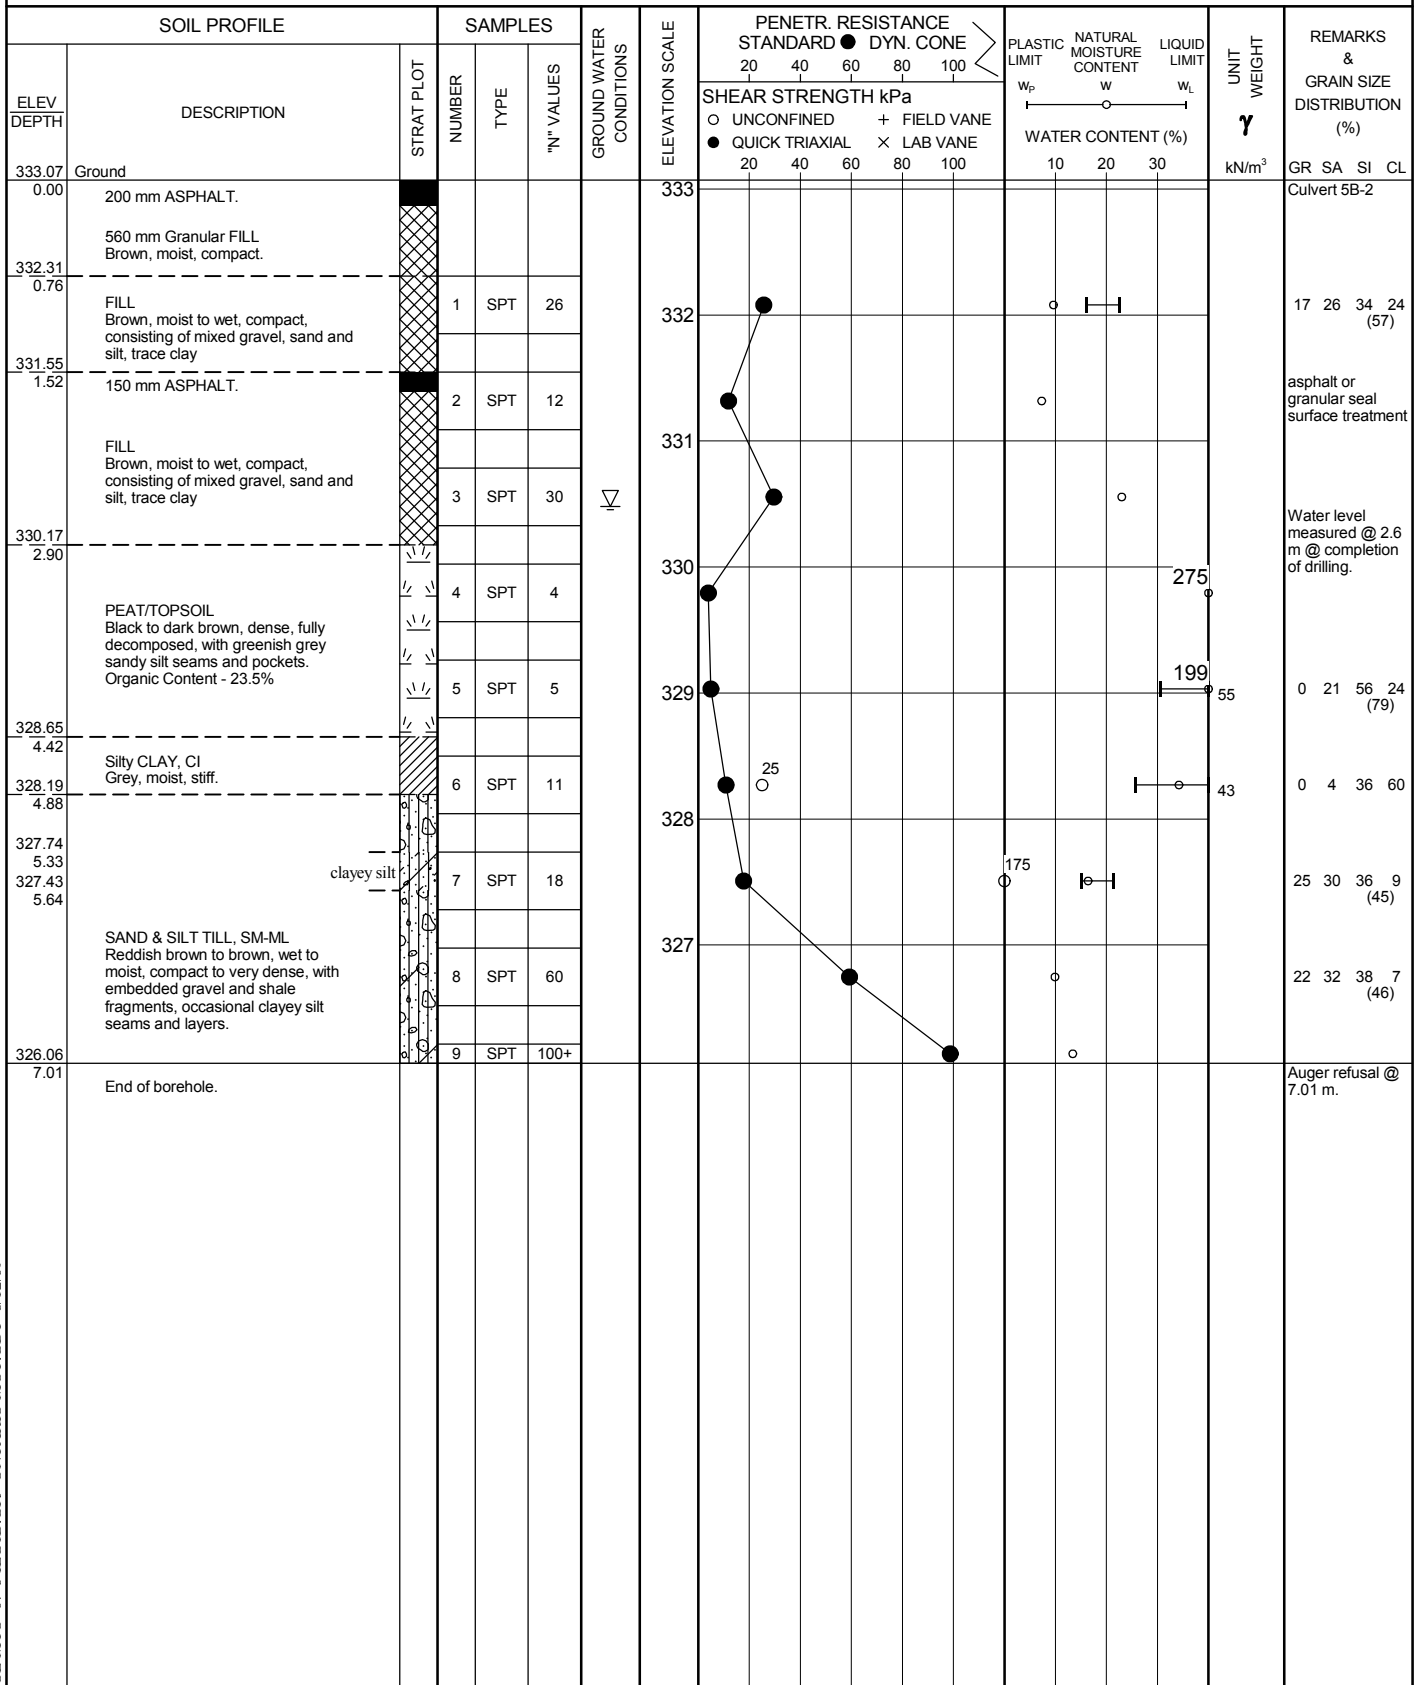 SOIL PROFILE
SAMPLES
GROUND WATER
CONDITIONS
ELEVATION SCALE
PENETR. RESISTANCE
STANDARD ● DYN. CONE
20 40 60 80 100
SHEAR STRENGTH kPa
○ UNCONFINED + FIELD VANE
● QUICK TRIAXIAL × LAB VANE
20 40 60 80 100
PLASTIC
LIMIT
NATURAL
MOISTURE
CONTENT
LIQUID
LIMIT
WP W WL
WATER CONTENT (%)
10 20 30
UNIT
WEIGHT
γ
kN/m³
REMARKS
&
GRAIN SIZE
DISTRIBUTION
(%)
GR SA SI CL
ELEV
DEPTH
DESCRIPTION
STRAT PLOT
NUMBER
TYPE
"N" VALUES
333.07 Ground
0.00
200 mm ASPHALT.
333
Culvert 5B-2
560 mm Granular FILL
Brown, moist, compact.
332.31
0.76
FILL
Brown, moist to wet, compact,
consisting of mixed gravel, sand and
silt, trace clay
1 SPT 26
332
17 26 34 24
(57)
331.55
1.52
150 mm ASPHALT.
2 SPT 12
asphalt or
granular seal
surface treatment
331
FILL
Brown, moist to wet, compact,
consisting of mixed gravel, sand and
silt, trace clay
3 SPT 30
Water level
measured @ 2.6
m @ completion
of drilling.
330.17
2.90
330
275
4 SPT 4
PEAT/TOPSOIL
Black to dark brown, dense, fully
decomposed, with greenish grey
sandy silt seams and pockets.
Organic Content - 23.5%
199
5 SPT 5
329
55
0 21 56 24
(79)
328.65
4.42
Silty CLAY, CI
Grey, moist, stiff.
25
6 SPT 11
43
0 4 36 60
328.19
4.88
328
327.74
5.33
clayey silt
327.43
5.64
175
7 SPT 18
25 30 36 9
(45)
327
SAND & SILT TILL, SM-ML
Reddish brown to brown, wet to
moist, compact to very dense, with
embedded gravel and shale
fragments, occasional clayey silt
seams and layers.
8 SPT 60
22 32 38 7
(46)
9 SPT 100+
326.06
7.01
End of borehole.
Auger refusal @
7.01 m.